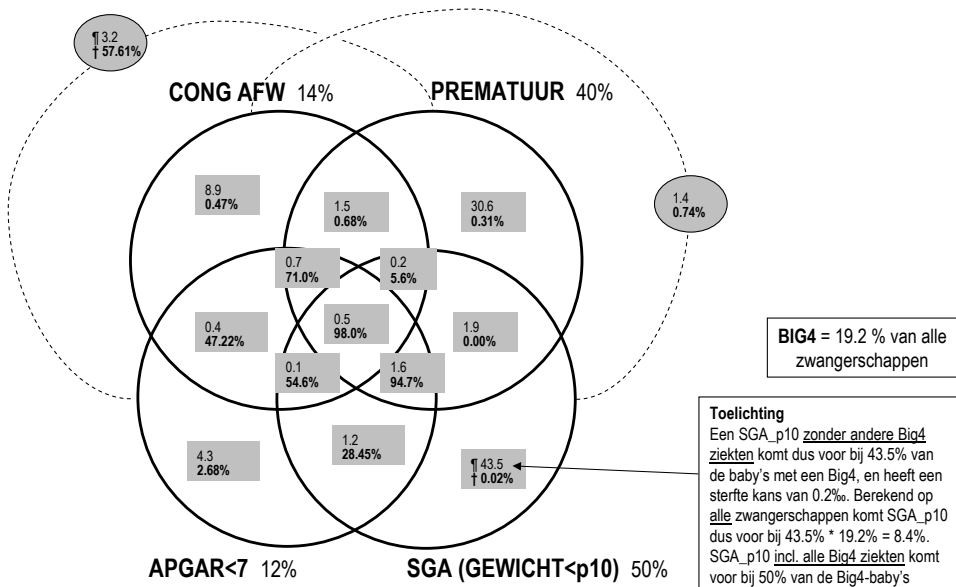 ¶ 3.2
† 57.61%
CONG AFW 14%
PREMATUUR 40%
8.9
0.47%
1.5
0.68%
30.6
0.31%
1.4
0.74%
0.7
71.0%
0.2
5.6%
0.4
47.22%
0.5
98.0%
1.9
0.00%
0.1
54.6%
1.6
94.7%
4.3
2.68%
1.2
28.45%
¶ 43.5
† 0.02%
APGAR<7 12%
SGA (GEWICHT<p10) 50%
BIG4 = 19.2 % van alle
zwangerschappen
Toelichting
Een SGA_p10 zonder andere Big4
ziekten komt dus voor bij 43.5% van
de baby's met een Big4, en heeft een
sterfte kans van 0.2‰. Berekend op
alle zwangerschappen komt SGA_p10
dus voor bij 43.5% * 19.2% = 8.4%.
SGA_p10 incl. alle Big4 ziekten komt
voor bij 50% van de Big4-baby's